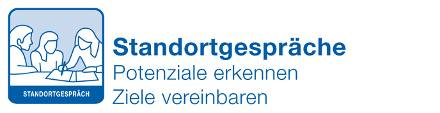 STANDORTGESPRÄCH
Standortgespräche
Potenziale erkennen
Ziele vereinbaren